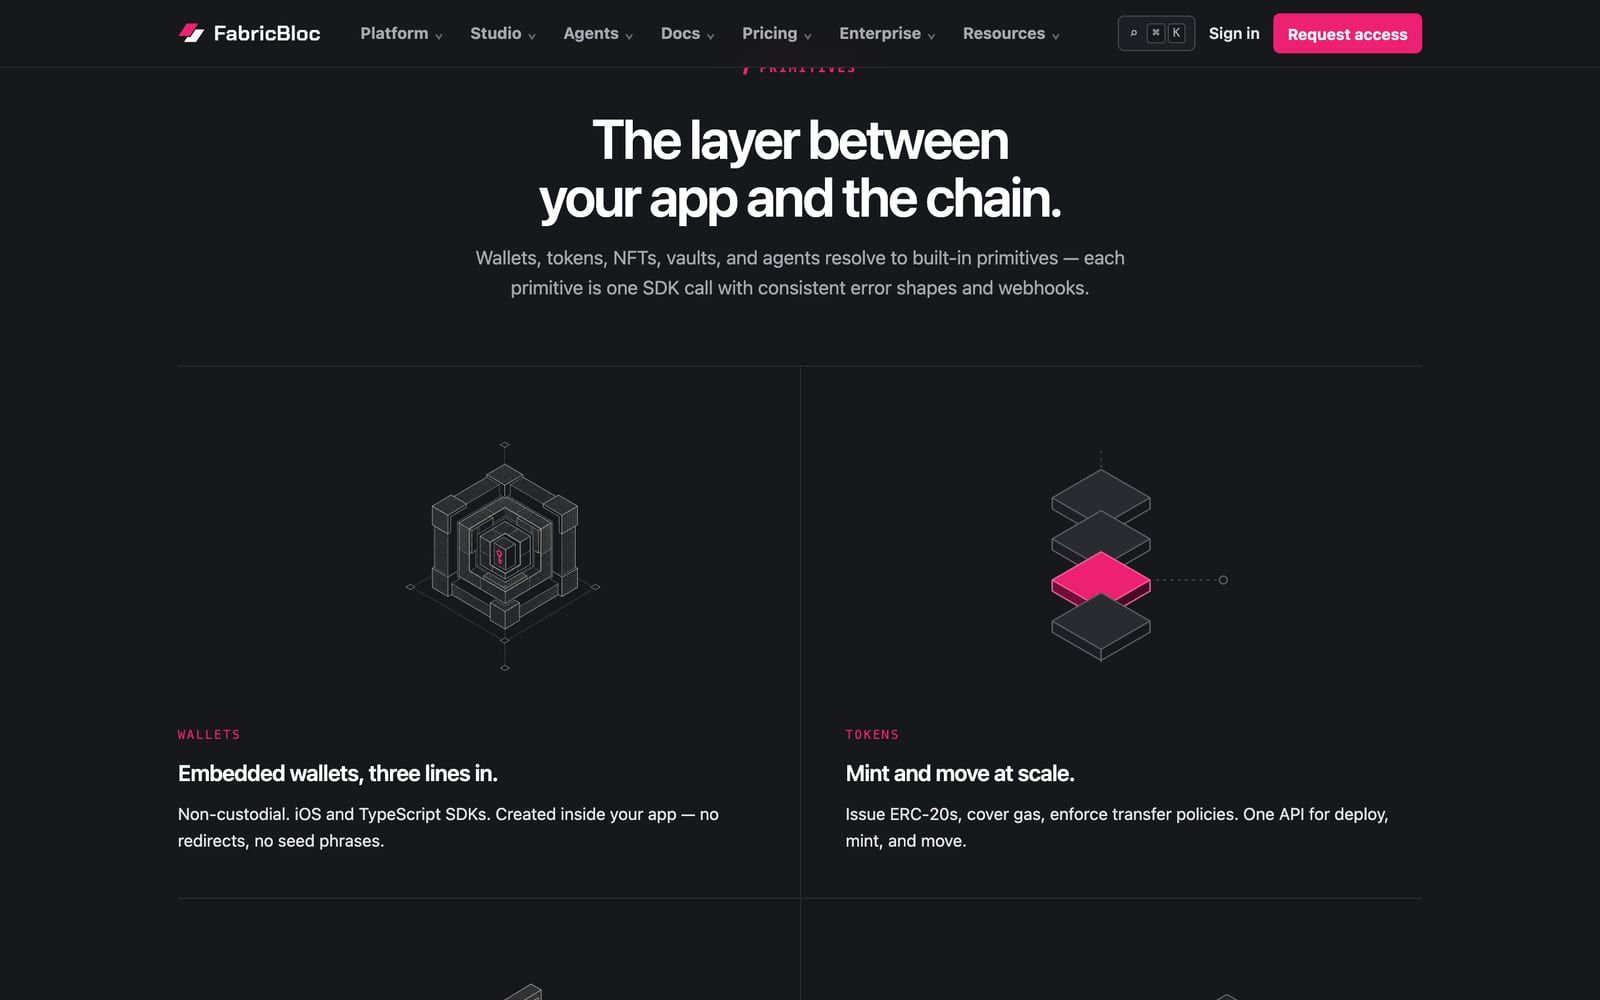 FabricBloc Platform Studio Agents Docs Pricing Enterprise Resources ⌘ K Sign in Request access
PRIMITIVES
The layer between
your app and the chain.
Wallets, tokens, NFTs, vaults, and agents resolve to built-in primitives — each
primitive is one SDK call with consistent error shapes and webhooks.
WALLETS
Embedded wallets, three lines in.
Non-custodial. iOS and TypeScript SDKs. Created inside your app — no
redirects, no seed phrases.
TOKENS
Mint and move at scale.
Issue ERC-20s, cover gas, enforce transfer policies. One API for deploy,
mint, and move.